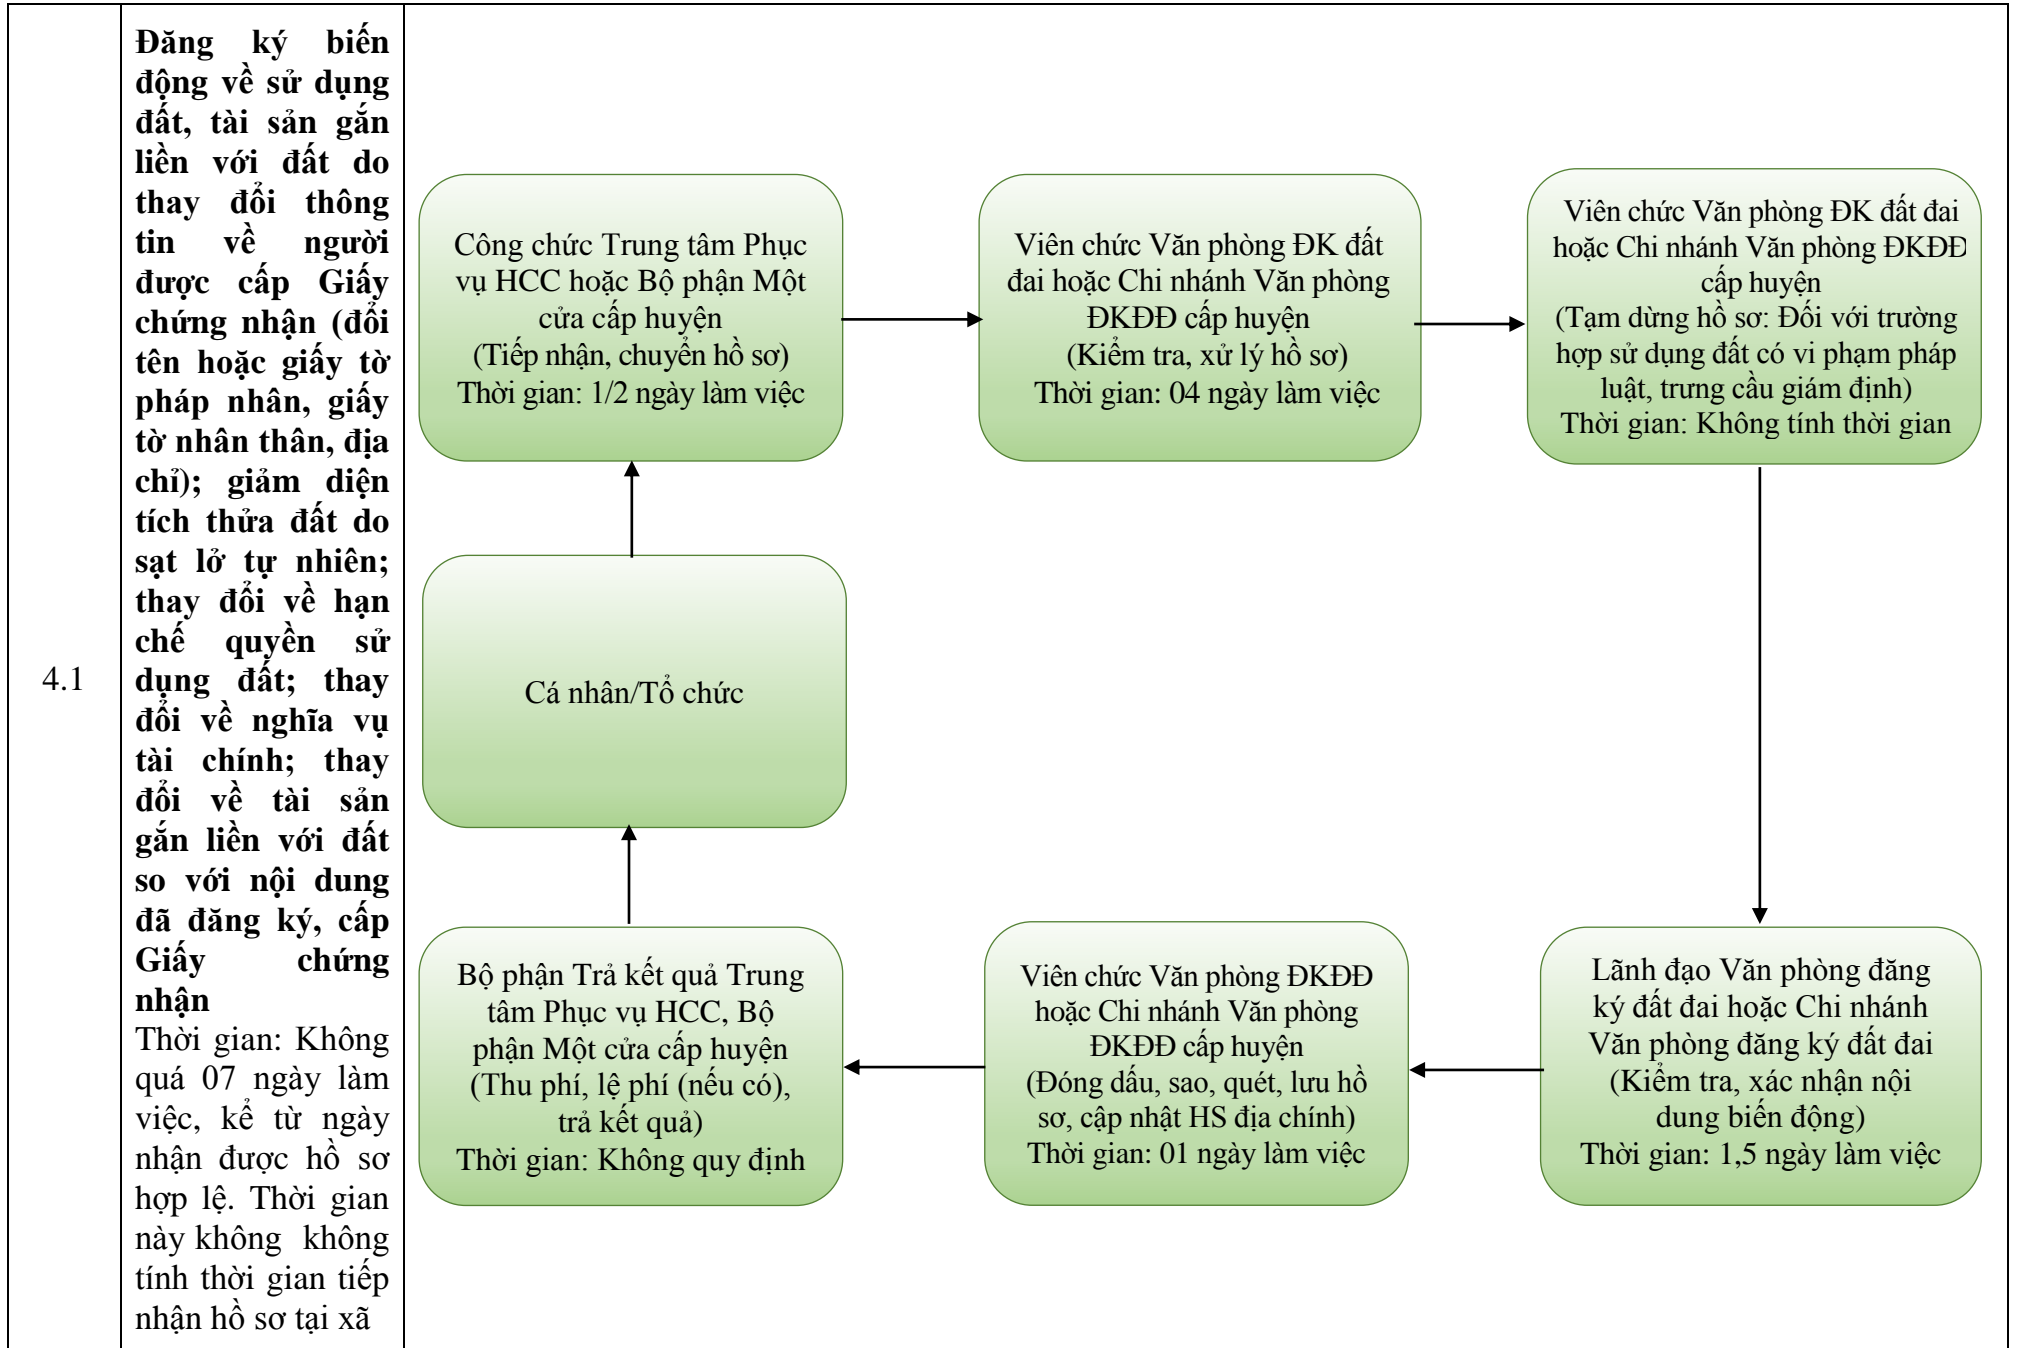 4.1
Đăng ký biến
động về sử dụng
đất, tài sản gắn
liền với đất do
thay đổi thông
tin về người
được cấp Giấy
chứng nhận (đổi
tên hoặc giấy tờ
pháp nhân, giấy
tờ nhân thân, địa
chỉ); giảm diện
tích thửa đất do
sạt lở tự nhiên;
thay đổi về hạn
chế quyền sử
dụng đất; thay
đổi về nghĩa vụ
tài chính; thay
đổi về tài sản
gắn liền với đất
so với nội dung
đã đăng ký, cấp
Giấy chứng
nhận
Thời gian: Không
quá 07 ngày làm
việc, kể từ ngày
nhận được hồ sơ
hợp lệ. Thời gian
này không không
tính thời gian tiếp
nhận hồ sơ tại xã
Công chức Trung tâm Phục
vụ HCC hoặc Bộ phận Một
cửa cấp huyện
(Tiếp nhận, chuyển hồ sơ)
Thời gian: 1/2 ngày làm việc
Viên chức Văn phòng ĐK đất
đai hoặc Chi nhánh Văn phòng
ĐKĐĐ cấp huyện
(Kiểm tra, xử lý hồ sơ)
Thời gian: 04 ngày làm việc
Viên chức Văn phòng ĐK đất đai
hoặc Chi nhánh Văn phòng ĐKĐĐ
cấp huyện
(Tạm dừng hồ sơ: Đối với trường
hợp sử dụng đất có vi phạm pháp
luật, trưng cầu giám định)
Thời gian: Không tính thời gian
Cá nhân/Tổ chức
Bộ phận Trả kết quả Trung
tâm Phục vụ HCC, Bộ
phận Một cửa cấp huyện
(Thu phí, lệ phí (nếu có),
trả kết quả)
Thời gian: Không quy định
Viên chức Văn phòng ĐKĐĐ
hoặc Chi nhánh Văn phòng
ĐKĐĐ cấp huyện
(Đóng dấu, sao, quét, lưu hồ
sơ, cập nhật HS địa chính)
Thời gian: 01 ngày làm việc
Lãnh đạo Văn phòng đăng
ký đất đai hoặc Chi nhánh
Văn phòng đăng ký đất đai
(Kiểm tra, xác nhận nội
dung biến động)
Thời gian: 1,5 ngày làm việc